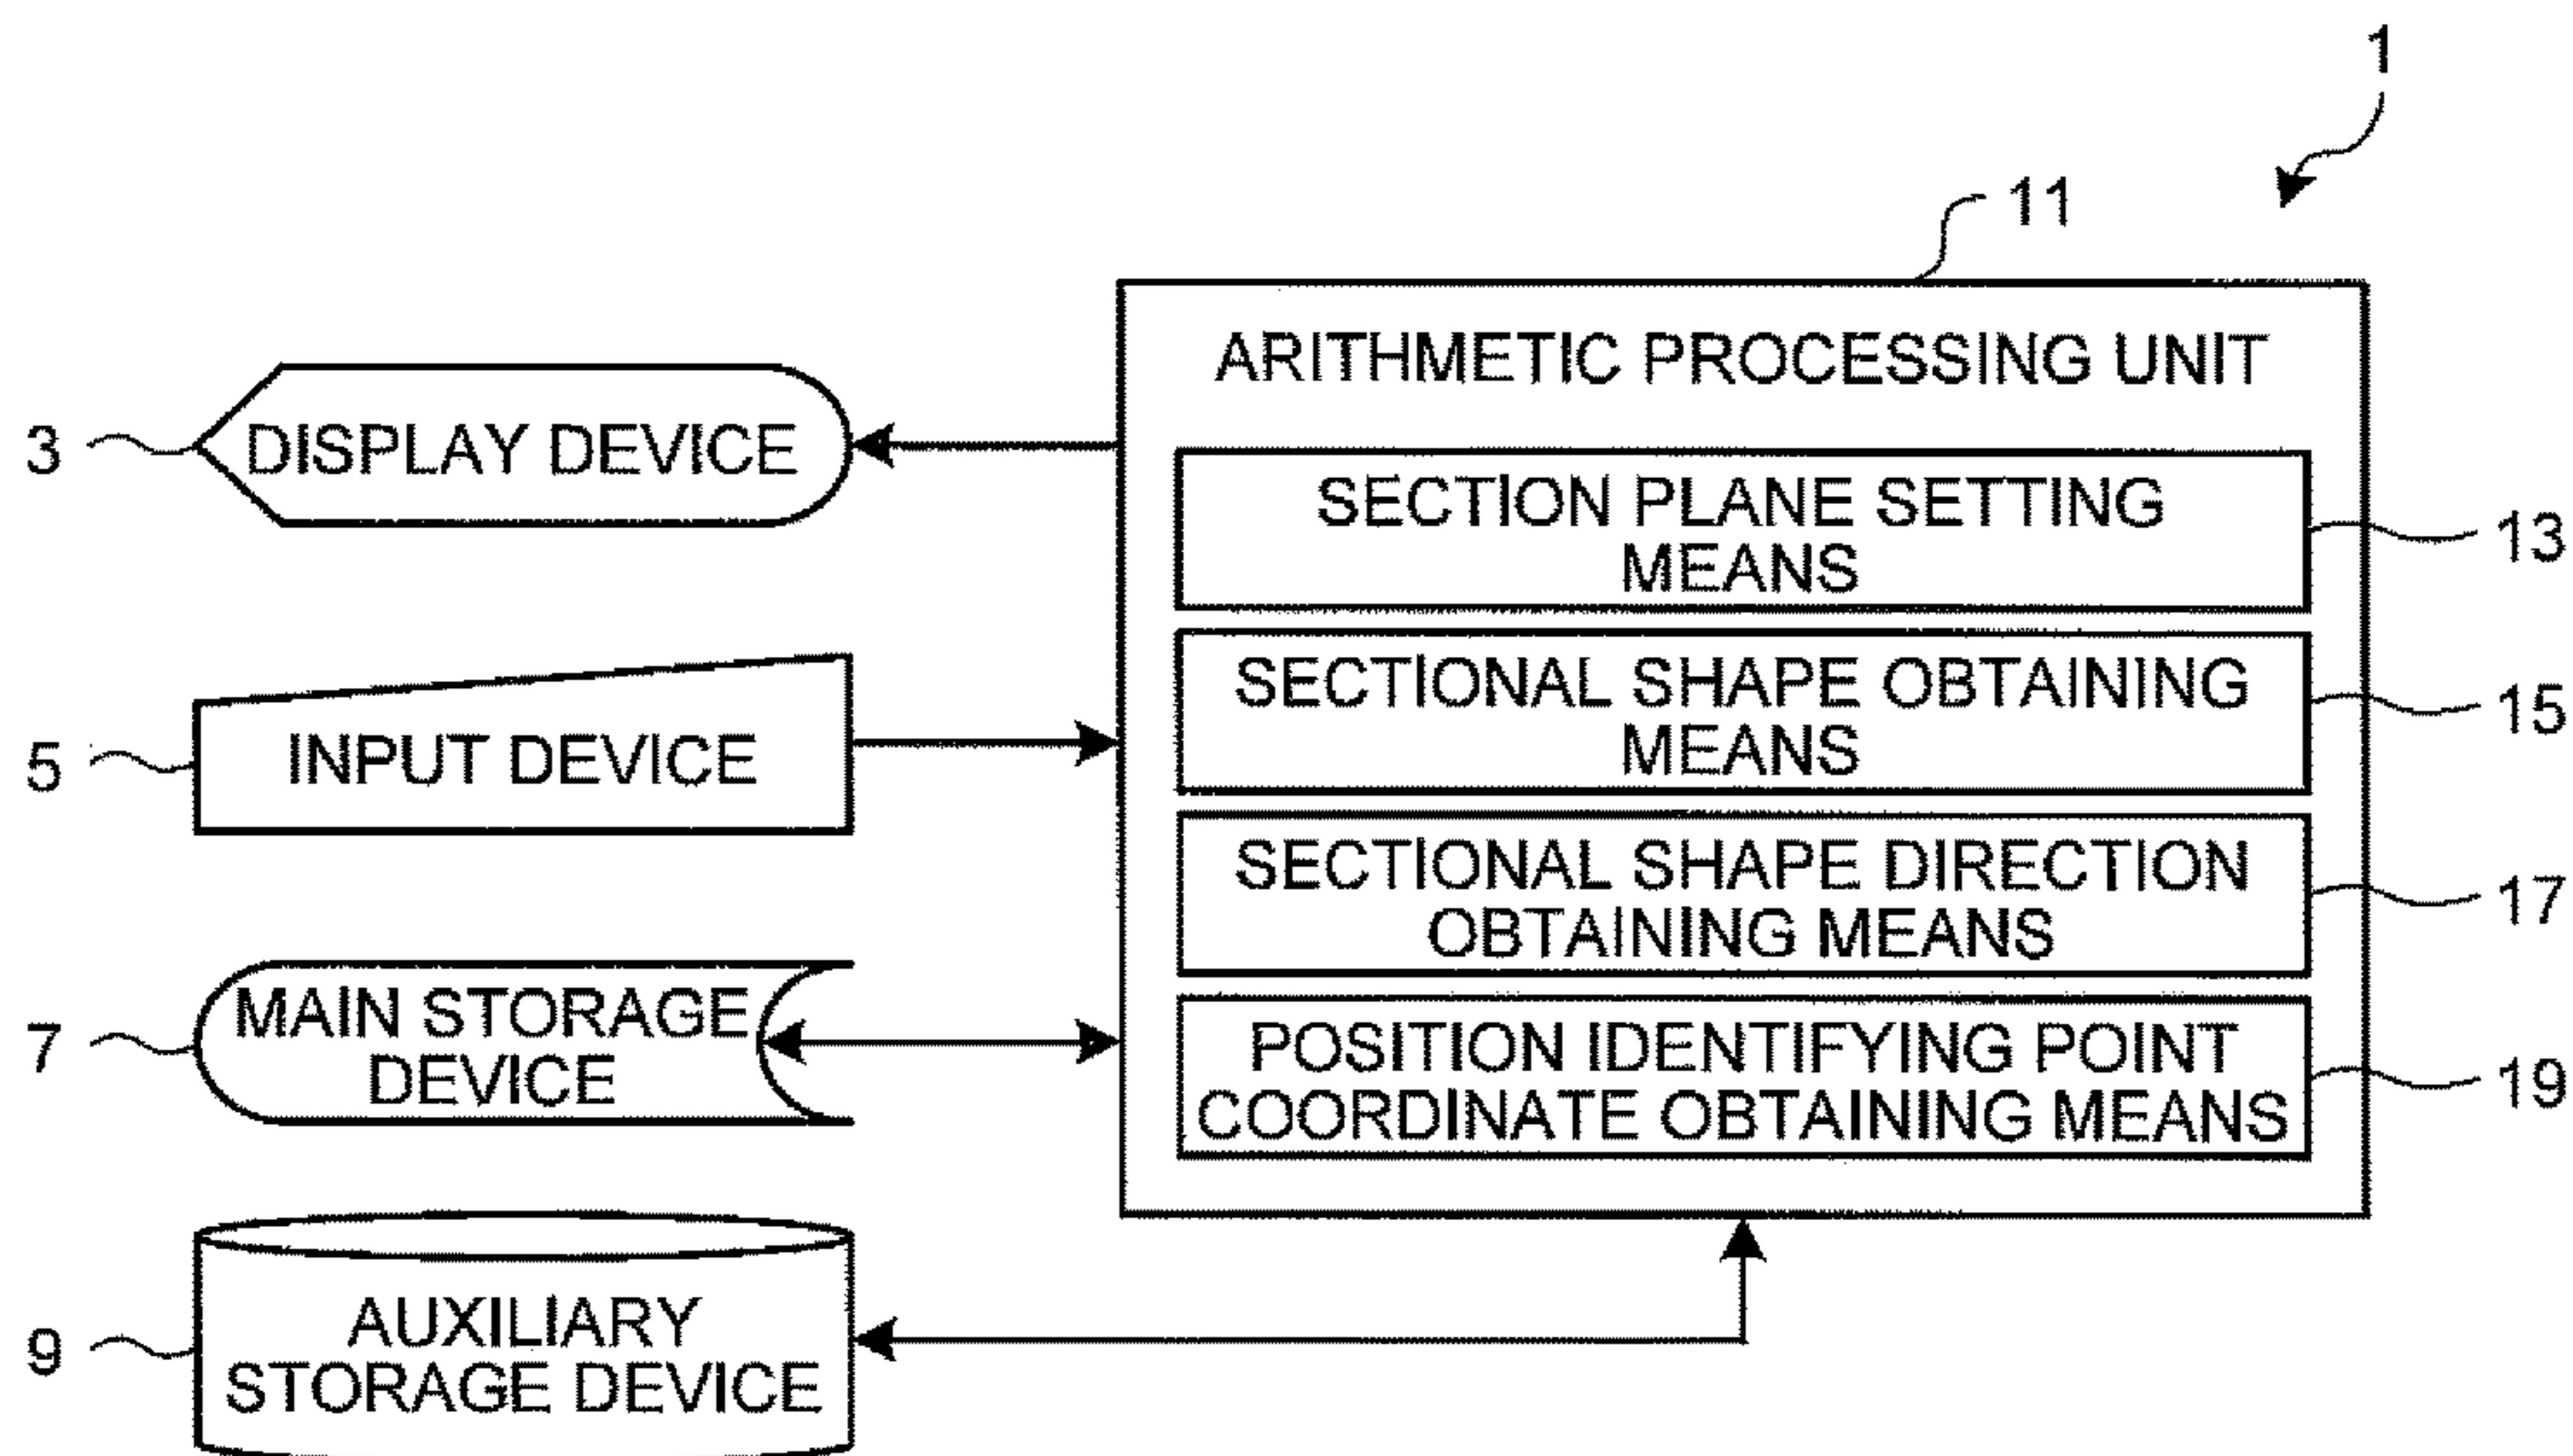 1
11
ARITHMETIC PROCESSING UNIT
3
DISPLAY DEVICE
SECTION PLANE SETTING
MEANS
13
5
INPUT DEVICE
SECTIONAL SHAPE OBTAINING
MEANS
15
SECTIONAL SHAPE DIRECTION
OBTAINING MEANS
17
7
MAIN STORAGE
DEVICE
POSITION IDENTIFYING POINT
COORDINATE OBTAINING MEANS
19
9
AUXILIARY
STORAGE DEVICE